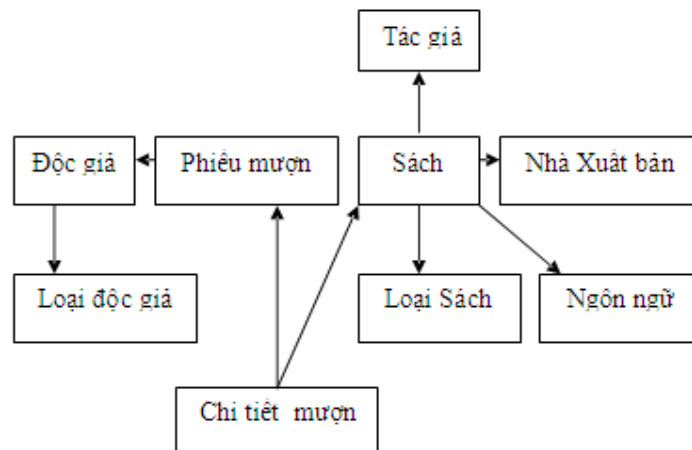 Tác giả
Độc giả
Phiếu mượn
Sách
Nhà Xuất bản
Loại độc giả
Loại Sách
Ngôn ngữ
Chi tiết mượn